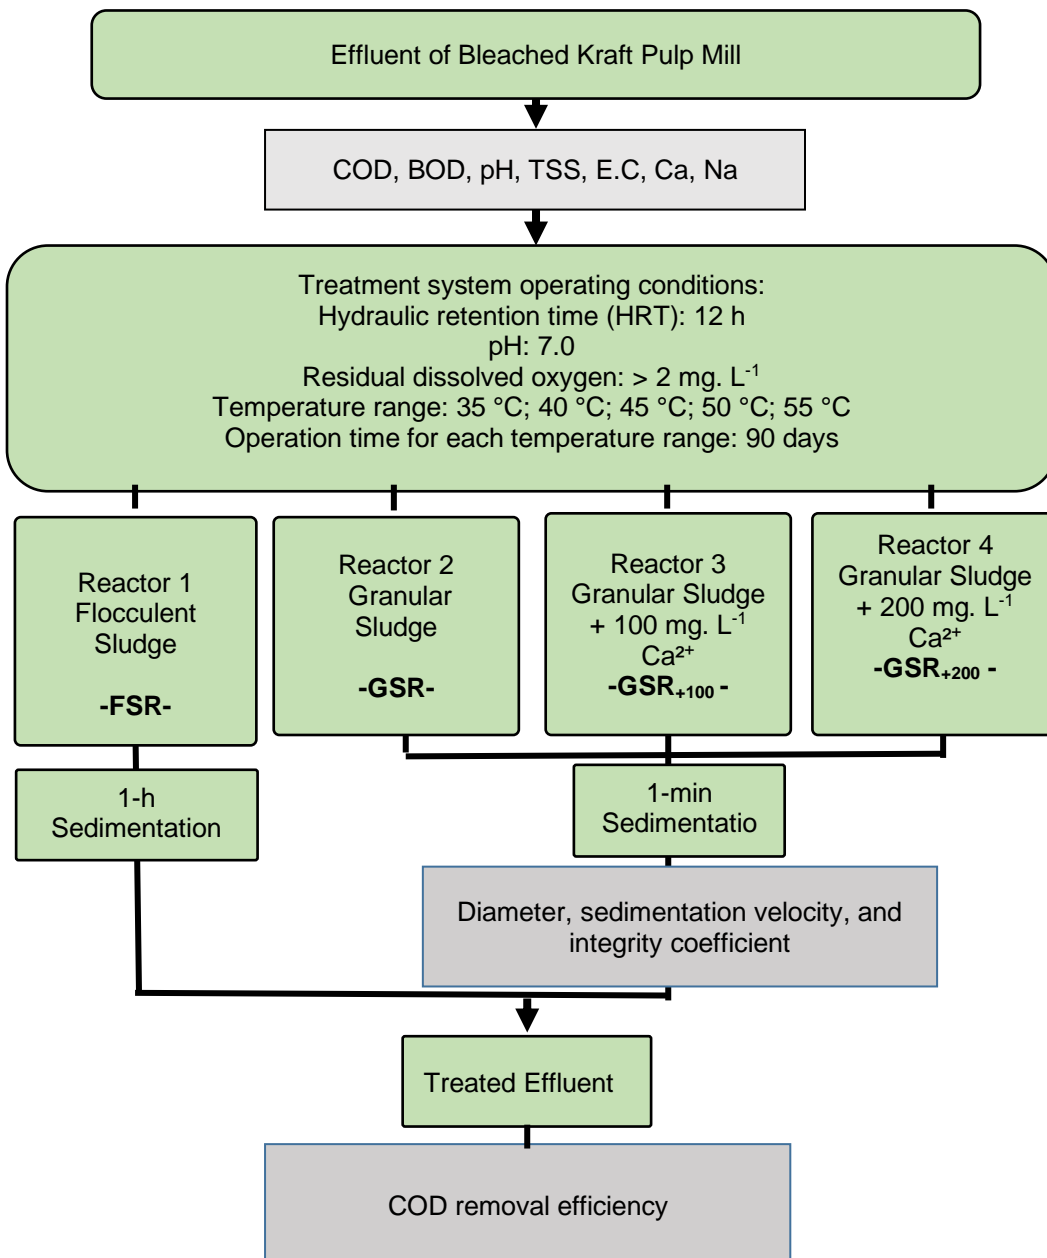 Effluent of Bleached Kraft Pulp Mill
COD, BOD, pH, TSS, E.C, Ca, Na
Treatment system operating conditions:
Hydraulic retention time (HRT): 12 h
pH: 7.0
Residual dissolved oxygen: > 2 mg. L⁻¹
Temperature range: 35 °C; 40 °C; 45 °C; 50 °C; 55 °C
Operation time for each temperature range: 90 days
Reactor 1
Flocculent
Sludge
-FSR-
Reactor 2
Granular
Sludge
-GSR-
Reactor 3
Granular Sludge
+ 100 mg. L⁻¹
Ca²⁺
-GSR₊₁₀₀ -
Reactor 4
Granular Sludge
+ 200 mg. L⁻¹
Ca²⁺
-GSR₊₂₀₀ -
1-h
Sedimentation
1-min
Sedimentatio
Diameter, sedimentation velocity, and
integrity coefficient
Treated Effluent
COD removal efficiency